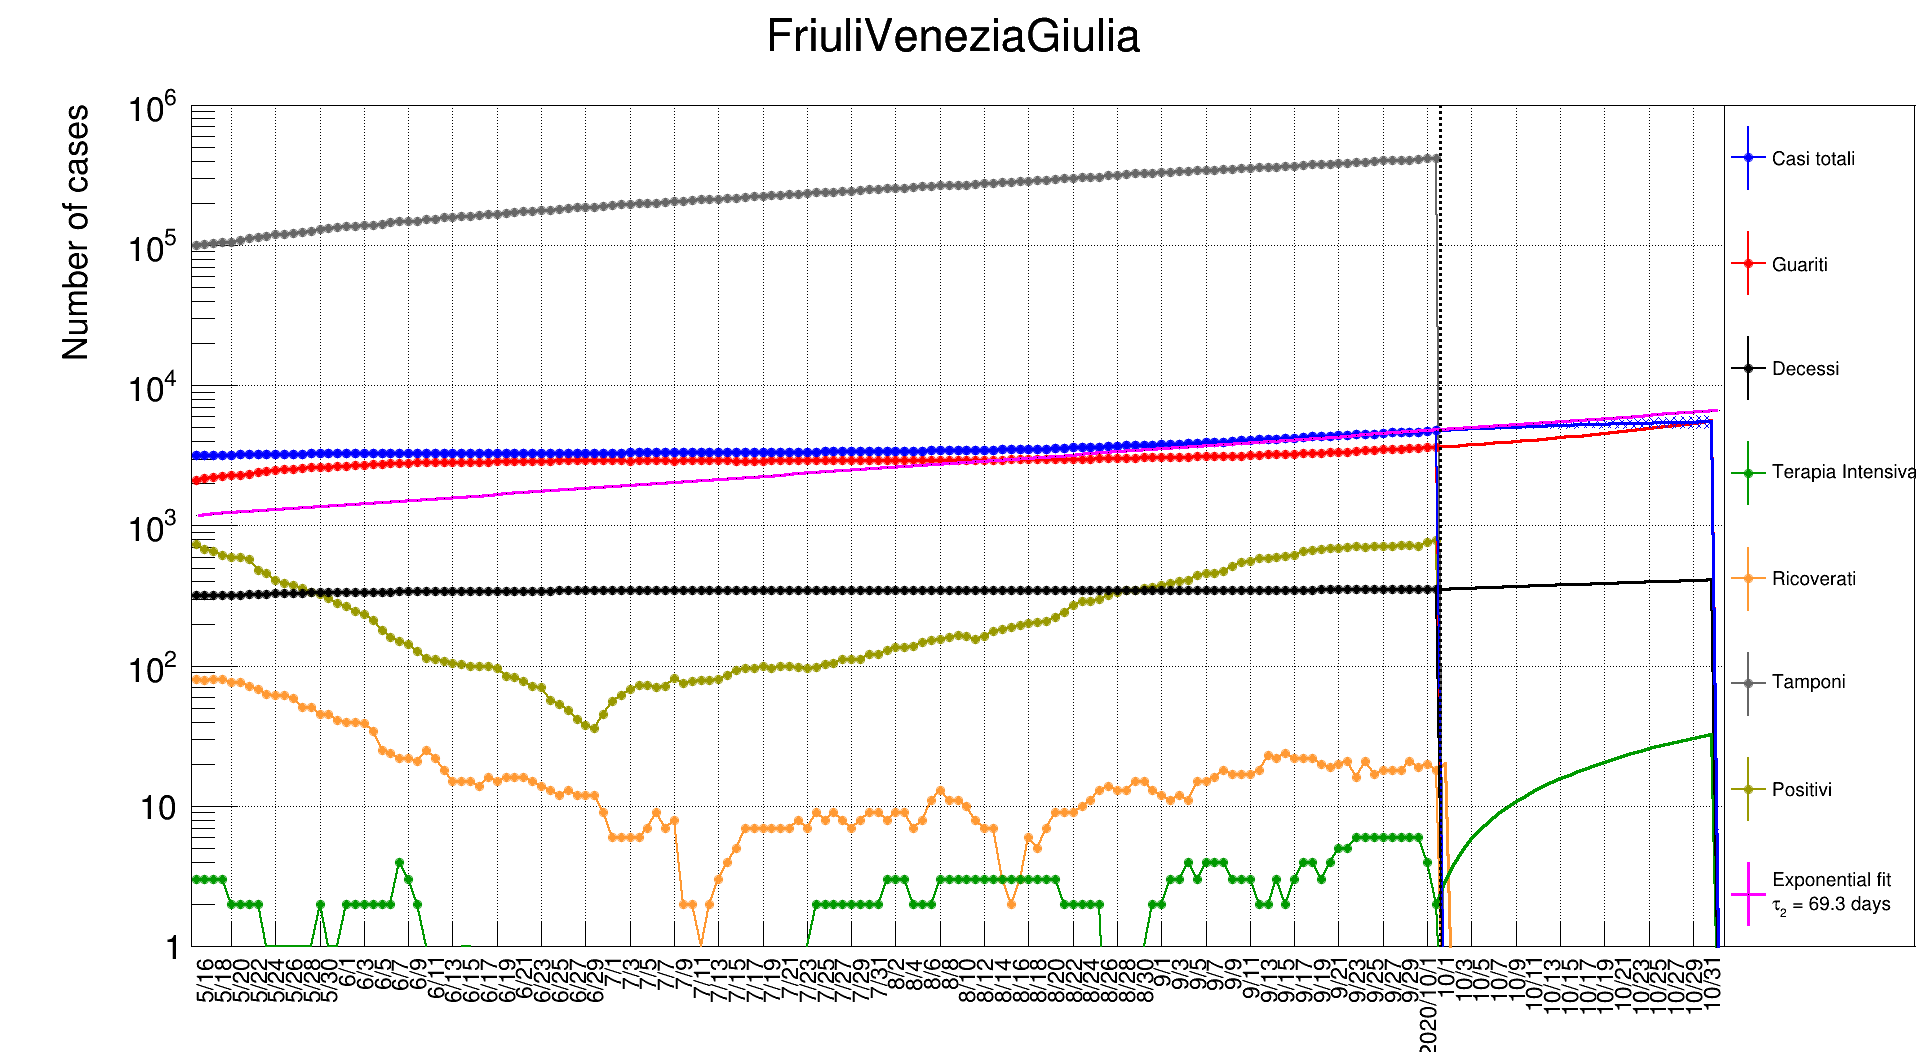 FriuliVeneziaGiulia
Number of cases
10^6
10^5
10^4
10^3
10^2
10
1
5/16 5/18 5/20 5/22 5/24 5/26 5/28 5/30 6/1 6/3 6/5 6/7 6/9 6/11 6/13 6/15 6/17 6/19 6/21 6/23 6/25 6/27 6/29 7/1 7/3 7/5 7/7 7/9 7/11 7/13 7/15 7/17 7/19 7/21 7/23 7/25 7/27 7/29 7/31 8/2 8/4 8/6 8/8 8/10 8/12 8/14 8/16 8/18 8/20 8/22 8/24 8/26 8/28 8/30 9/1 9/3 9/5 9/7 9/9 9/11 9/13 9/15 9/17 9/19 9/21 9/23 9/25 9/27 9/29 2020/10/1 10/1 10/3 10/5 10/7 10/9 10/11 10/13 10/15 10/17 10/19 10/21 10/23 10/25 10/27 10/29 10/31
Casi totali
Guariti
Decessi
Terapia Intensiva
Ricoverati
Tamponi
Positivi
Exponential fit
τ₂ = 69.3 days